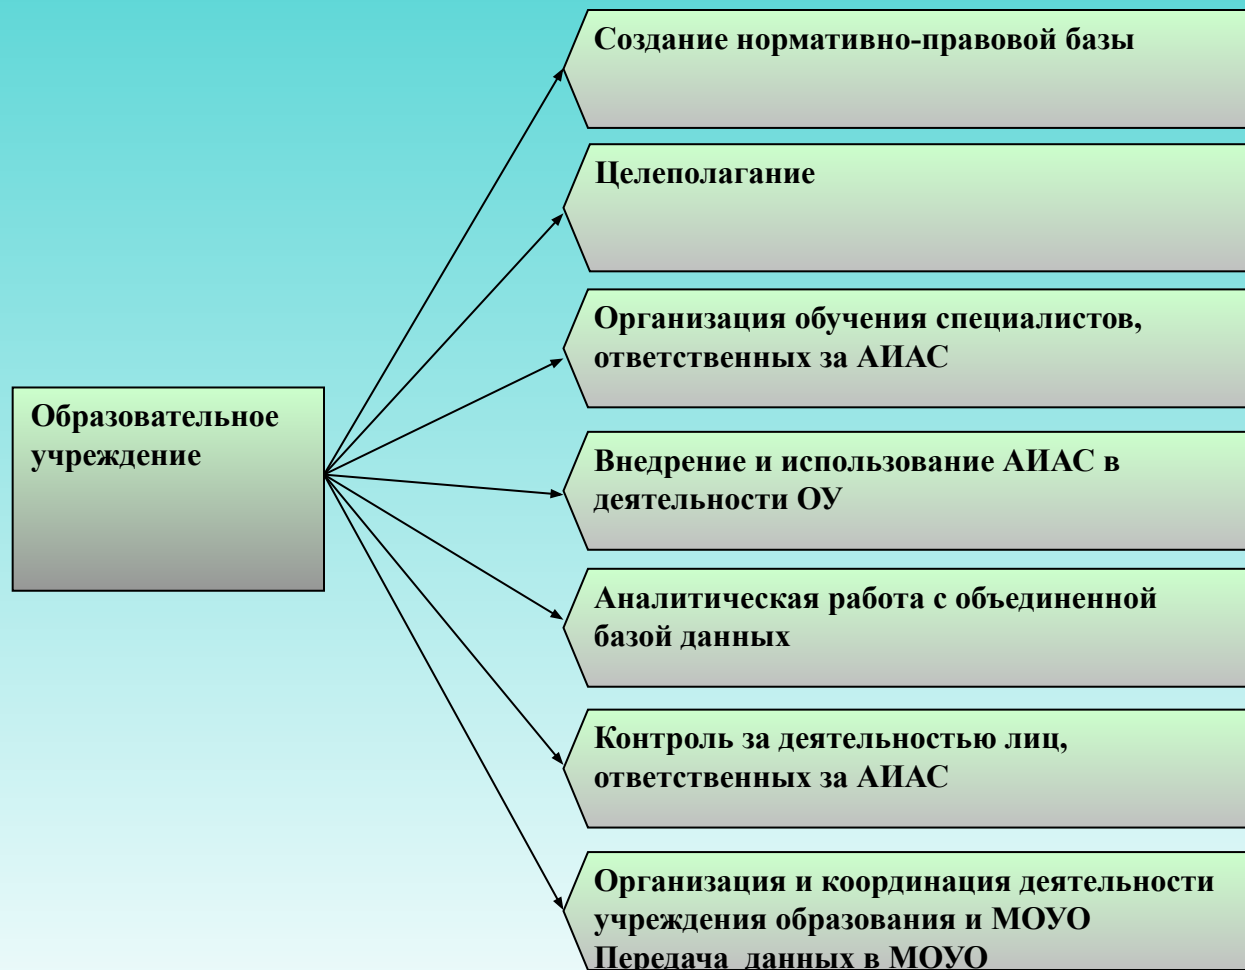 Создание нормативно-правовой базы
Целеполагание
Организация обучения специалистов,
ответственных за АИАС
Образовательное
учреждение
Внедрение и использование АИАС в
деятельности ОУ
Аналитическая работа с объединенной
базой данных
Контроль за деятельностью лиц,
ответственных за АИАС
Организация и координация деятельности
учреждения образования и МОУО
Передача  данных в МОУО